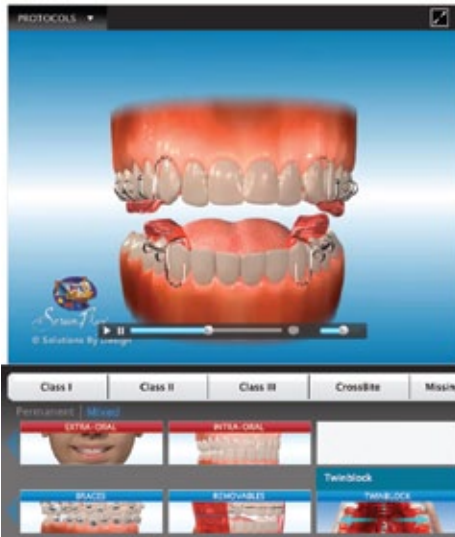 PROTOCOLS
© Solutions By Design
Class I
Class II
Class III
CrossBite
Permanent | Mixed
EXTRA-ORAL
INTRA-ORAL
Twinblock
BRACES
REMOVABLES
TWINBLOCK